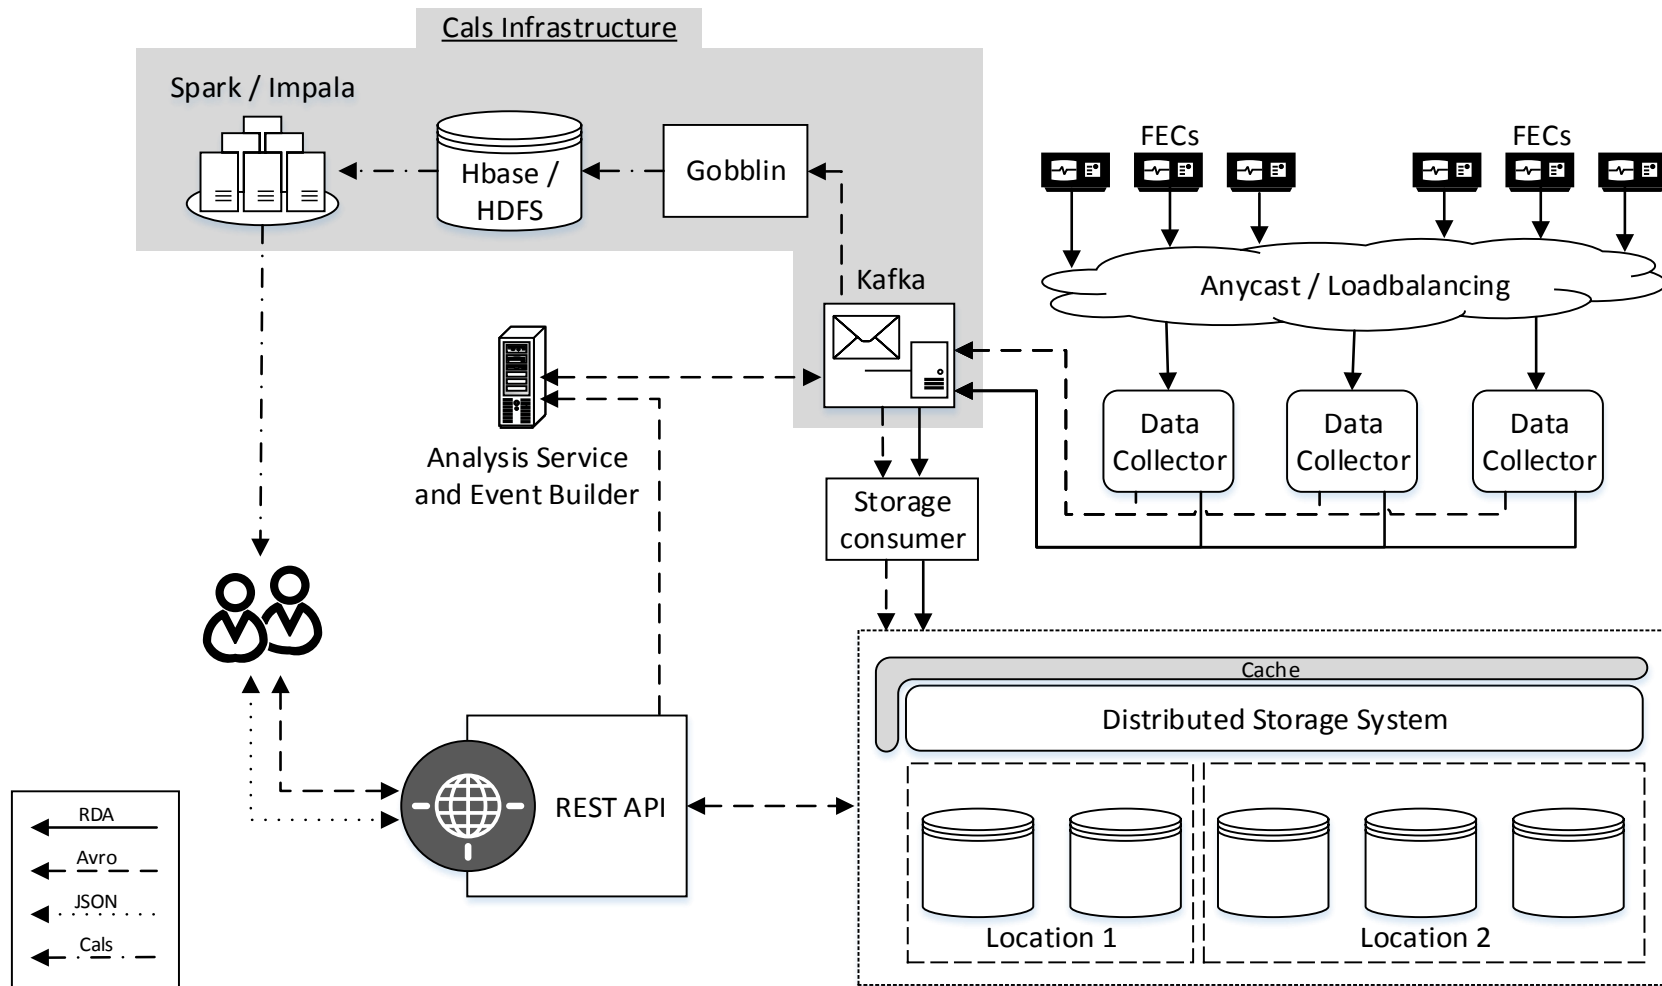 Cals Infrastructure
Spark / Impala
Hbase /
HDFS
Gobblin
FECs
FECs
Kafka
Anycast / Loadbalancing
Analysis Service
and Event Builder
Data
Collector
Data
Collector
Data
Collector
Storage
consumer
Cache
Distributed Storage System
REST API
Location 1
Location 2
RDA
Avro
JSON
Cals